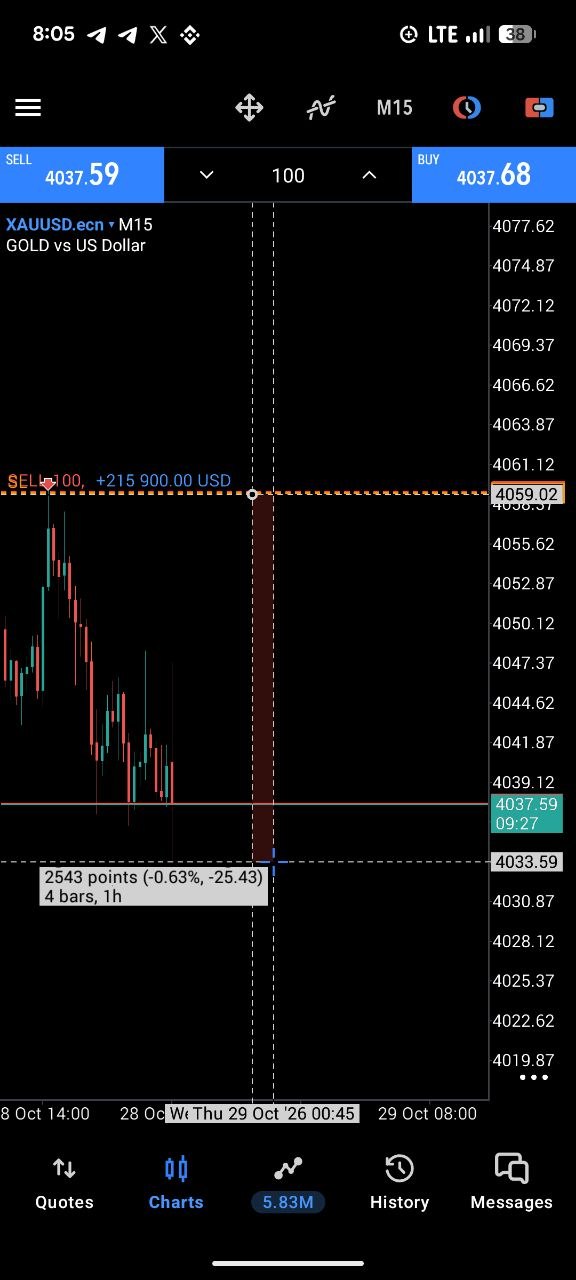 8:05
LTE
38
M15
SELL
4037.59
100
BUY
4037.68
XAUUSD.ecn M15
GOLD vs US Dollar
4077.62
4074.87
4072.12
4069.37
4066.62
4063.87
4061.12
SELL 100, +215 900.00 USD
4059.02
4058.37
4055.62
4052.87
4050.12
4047.37
4044.62
4041.87
4039.12
4037.59
09:27
4033.59
2543 points (-0.63%, -25.43)
4 bars, 1h
4030.87
4028.12
4025.37
4022.62
4019.87
8 Oct 14:00
28 Oc
We
Thu 29 Oct '26 00:45
29 Oct 08:00
Quotes
Charts
5.83M
History
Messages